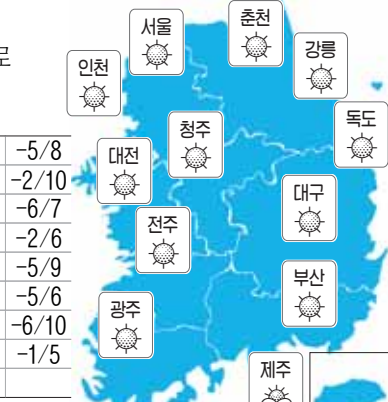 로
-5/8
-2/10
-6/7
-2/6
-5/9
-5/6
-6/10
-1/5
서울
춘천
강릉
인천
독도
청주
대전
대구
전주
부산
광주
제주